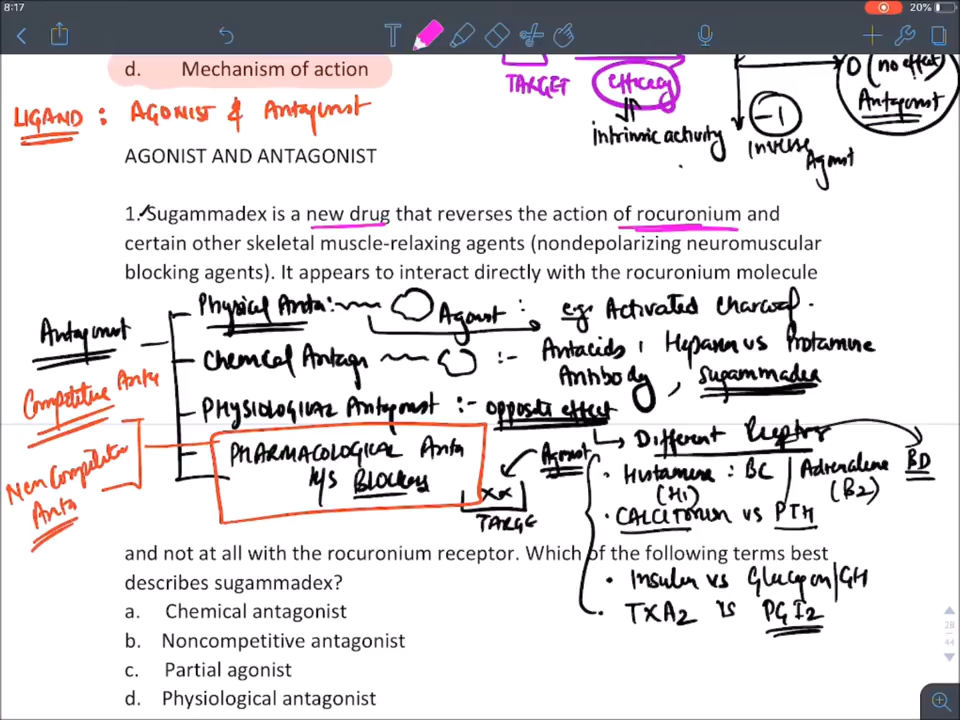 8:17
20%
T
d. Mechanism of action
TARGET efficacy
intrinsic activity
0 (no effect)
Antagonist
-1
Inverse Agonist
LIGAND : AGONIST & Antagonist
AGONIST AND ANTAGONIST
1. Sugammadex is a new drug that reverses the action of rocuronium and
certain other skeletal muscle-relaxing agents (nondepolarizing neuromuscular
blocking agents). It appears to interact directly with the rocuronium molecule
Antagonist
Physical Anta : Agonist : eg Activated Charcoal.
Chemical Antagn :- Antacids, Heparin vs Protamine
Antibody, Sugammadex
Competitive Anta
PHYSIOLOGICAL Antagonist :- opposite effect
Different Receptor
Non Competitive Anta
PHARMACOLOGICAL Anta
k/s Blockers
Agonist
xx
TARGET
Histamine : BC / Adrenaline BD
(H1) (B2)
• CALCITONIN vs PTH
• Insulin vs Glucagon/GH
• TXA2 vs PGI2
and not at all with the rocuronium receptor. Which of the following terms best
describes sugammadex?
a. Chemical antagonist
b. Noncompetitive antagonist
c. Partial agonist
d. Physiological antagonist
28
44